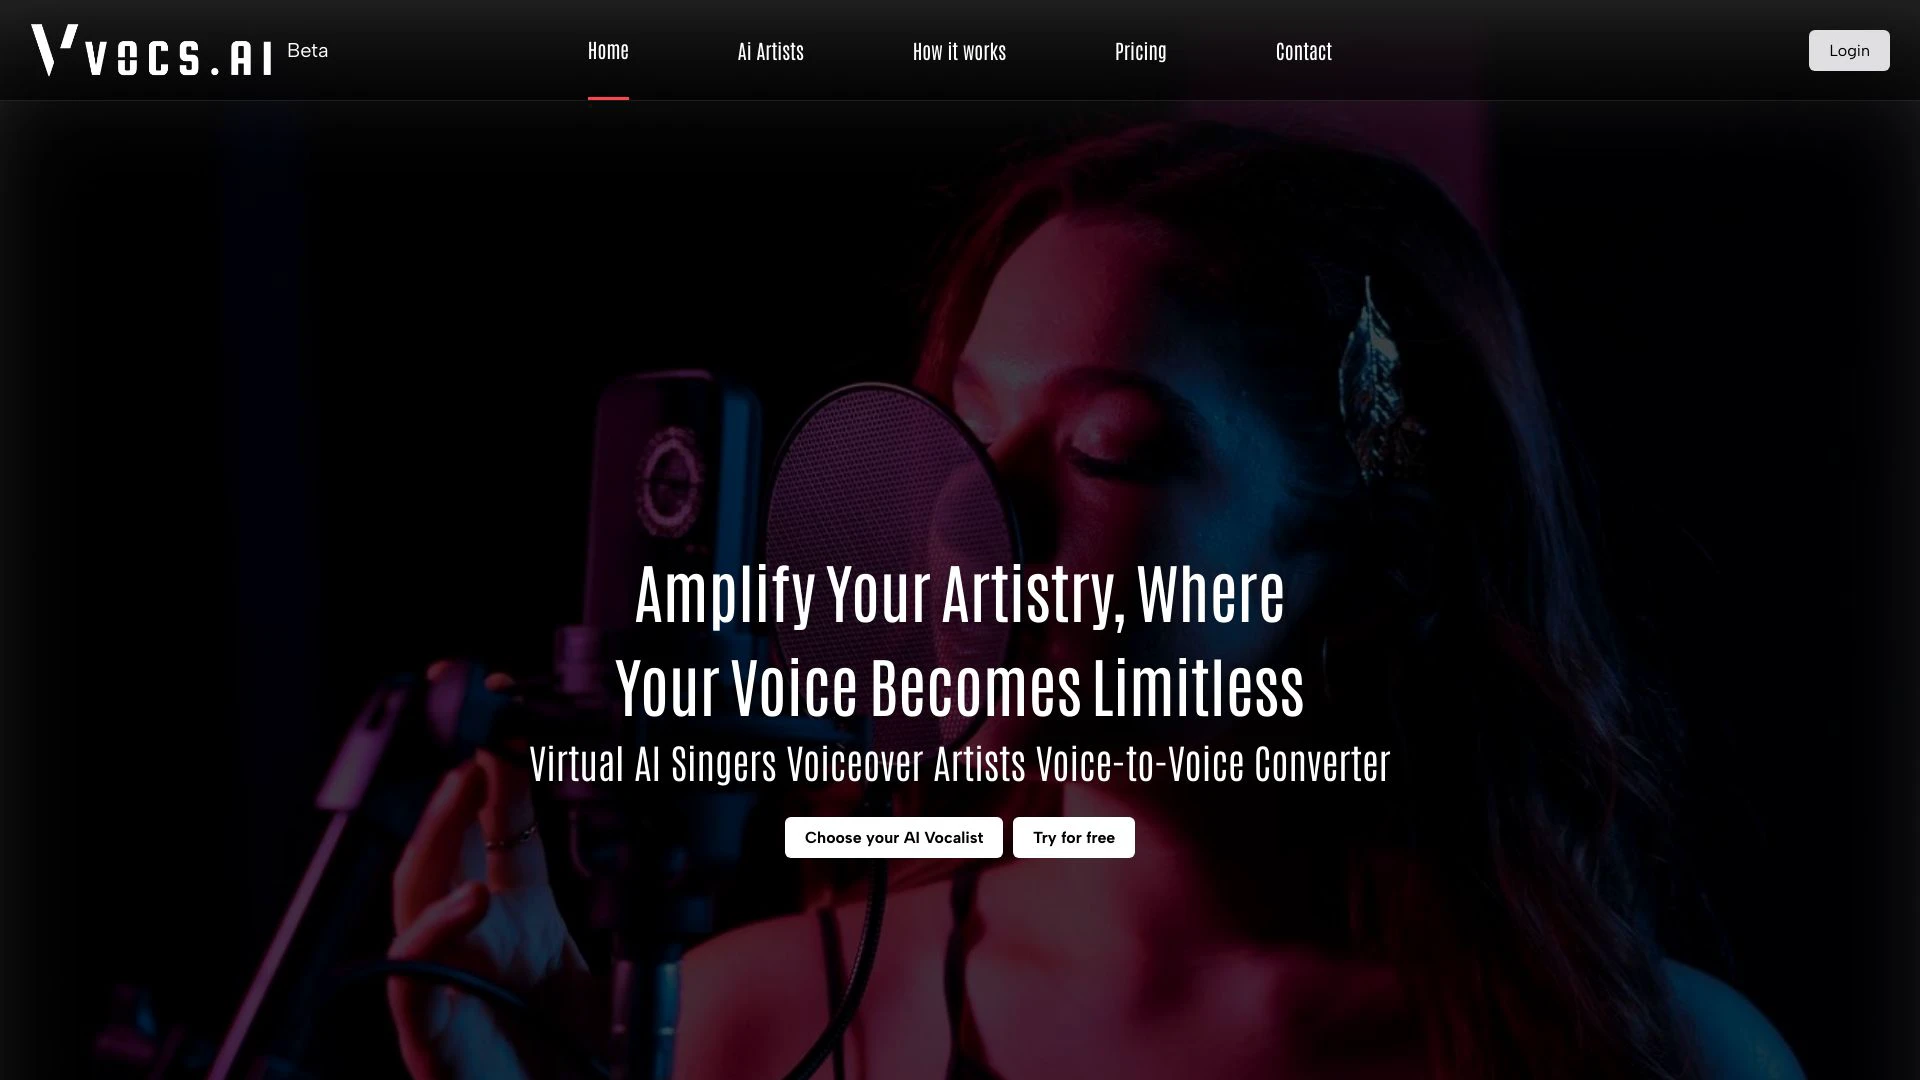 VOCS.AI Beta
Home
Ai Artists
How it works
Pricing
Contact
Login
Amplify Your Artistry, Where
Your Voice Becomes Limitless
Virtual AI Singers Voiceover Artists Voice-to-Voice Converter
Choose your AI Vocalist
Try for free